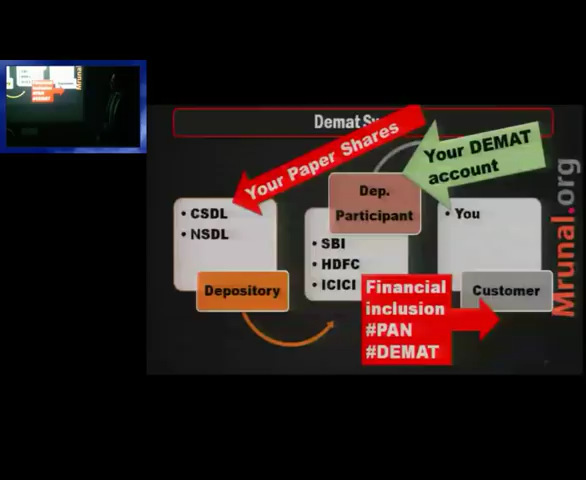 Demat Sy
Your Paper Shares
Your DEMAT
account
Dep.
Participant
• CSDL
• NSDL
Depository
• SBI
• HDFC
• ICICI
• You
Customer
Financial
inclusion
#PAN
#DEMAT
Mrunal.org